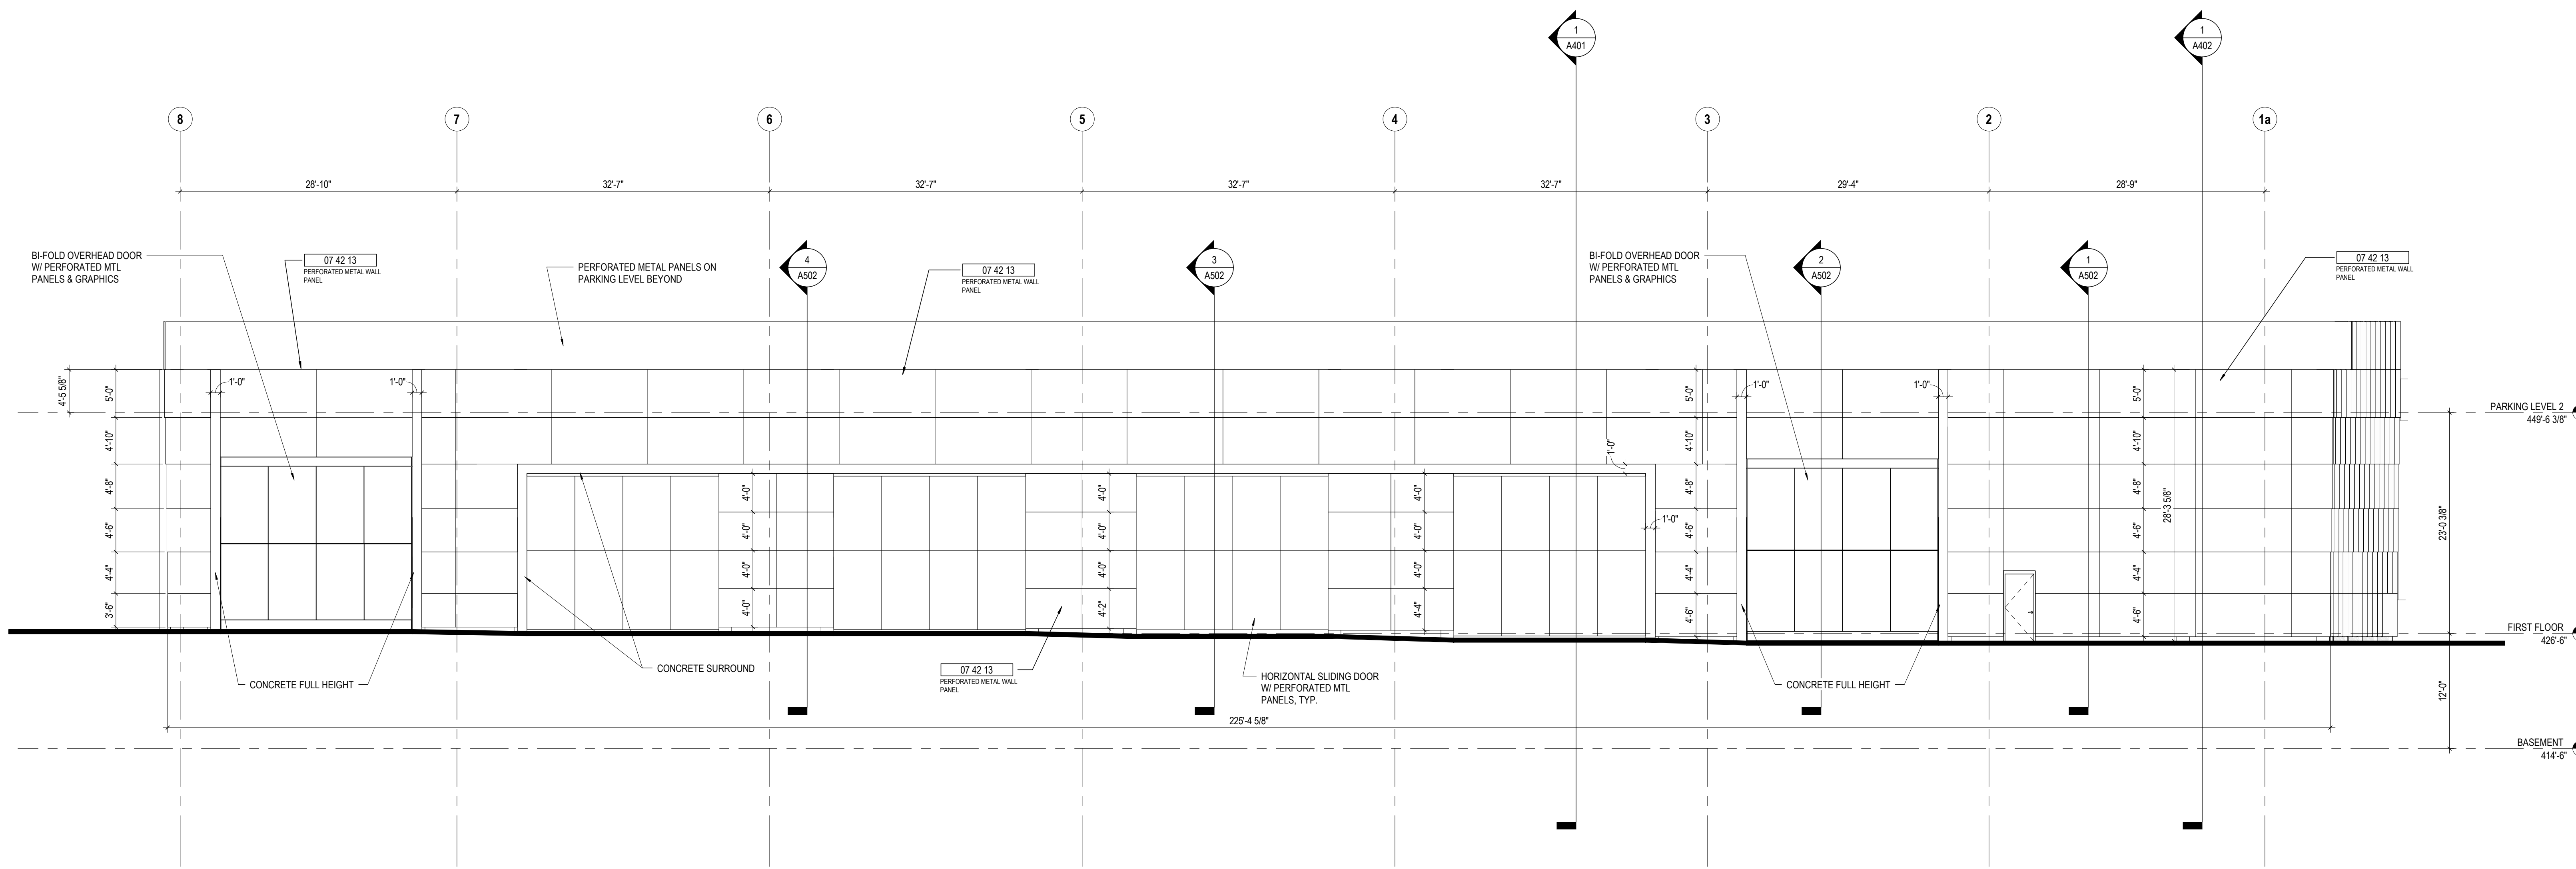 1
A401
1
A402
8
7
6
5
4
3
2
1a
28'-10"
32'-7"
32'-7"
32'-7"
32'-7"
29'-4"
28'-9"
BI-FOLD OVERHEAD DOOR
W/ PERFORATED MTL
PANELS & GRAPHICS
07 42 13
PERFORATED METAL WALL
PANEL
PERFORATED METAL PANELS ON
PARKING LEVEL BEYOND
4
A502
07 42 13
PERFORATED METAL WALL
PANEL
3
A502
BI-FOLD OVERHEAD DOOR
W/ PERFORATED MTL
PANELS & GRAPHICS
2
A502
1
A502
07 42 13
PERFORATED METAL WALL
PANEL
4'-5 5/8"
5'-0"
4'-10"
4'-8"
4'-6"
4'-4"
3'-6"
1'-0"
1'-0"
4'-0"
4'-0"
4'-0"
4'-0"
4'-0"
4'-0"
4'-0"
4'-2"
4'-0"
4'-0"
4'-0"
4'-4"
1'-0"
1'-0"
5'-0"
4'-10"
4'-8"
4'-6"
4'-4"
4'-6"
1'-0"
1'-0"
5'-0"
4'-10"
4'-8"
4'-6"
4'-4"
4'-6"
28'-3 5/8"
PARKING LEVEL 2
449'-6 3/8"
23'-0 3/8"
FIRST FLOOR
426'-6"
12'-0"
BASEMENT
414'-6"
CONCRETE FULL HEIGHT
CONCRETE SURROUND
07 42 13
PERFORATED METAL WALL
PANEL
HORIZONTAL SLIDING DOOR
W/ PERFORATED MTL
PANELS, TYP.
CONCRETE FULL HEIGHT
225'-4 5/8"